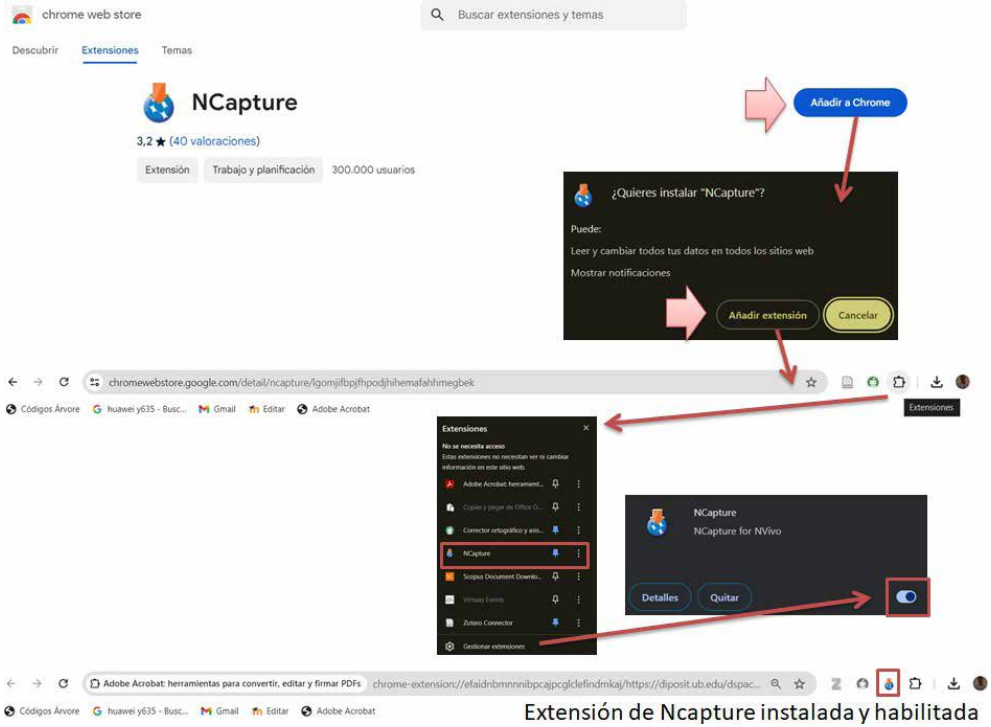 chrome web store
Buscar extensiones y temas
Descubrir Extensiones Temas
NCapture
Añadir a Chrome
3,2 ★ (40 valoraciones)
Extensión Trabajo y planificación 300.000 usuarios
¿Quieres instalar "NCapture"?
Puede:
Leer y cambiar todos tus datos en todos los sitios web
Mostrar notificaciones
Añadir extensión Cancelar
chromewebstore.google.com/detail/ncapture/lgomjifbpjfhpodjhihemafahhmegbek
Códigos Árvore huawei y635 - Busc... Gmail Editar Adobe Acrobat
Extensiones
Extensiones
No se necesita acceso
Estas extensiones no necesitan ver ni cambiar
información en este sitio web.
Adobe Acrobat: herramient...
Copiar y pegar de Office O...
Corrector ortográfico y asis...
NCapture
Scopus Document Downlo...
Virtway Events
Zotero Connector
Gestionar extensiones
NCapture
NCapture for NVivo
Detalles Quitar
Adobe Acrobat: herramientas para convertir, editar y firmar PDFs chrome-extension://efaidnbmnnnibpcajpcglclefindmkaj/https://diposit.ub.edu/dspac...
Códigos Árvore huawei y635 - Busc... Gmail Editar Adobe Acrobat
Extensión de Ncapture instalada y habilitada